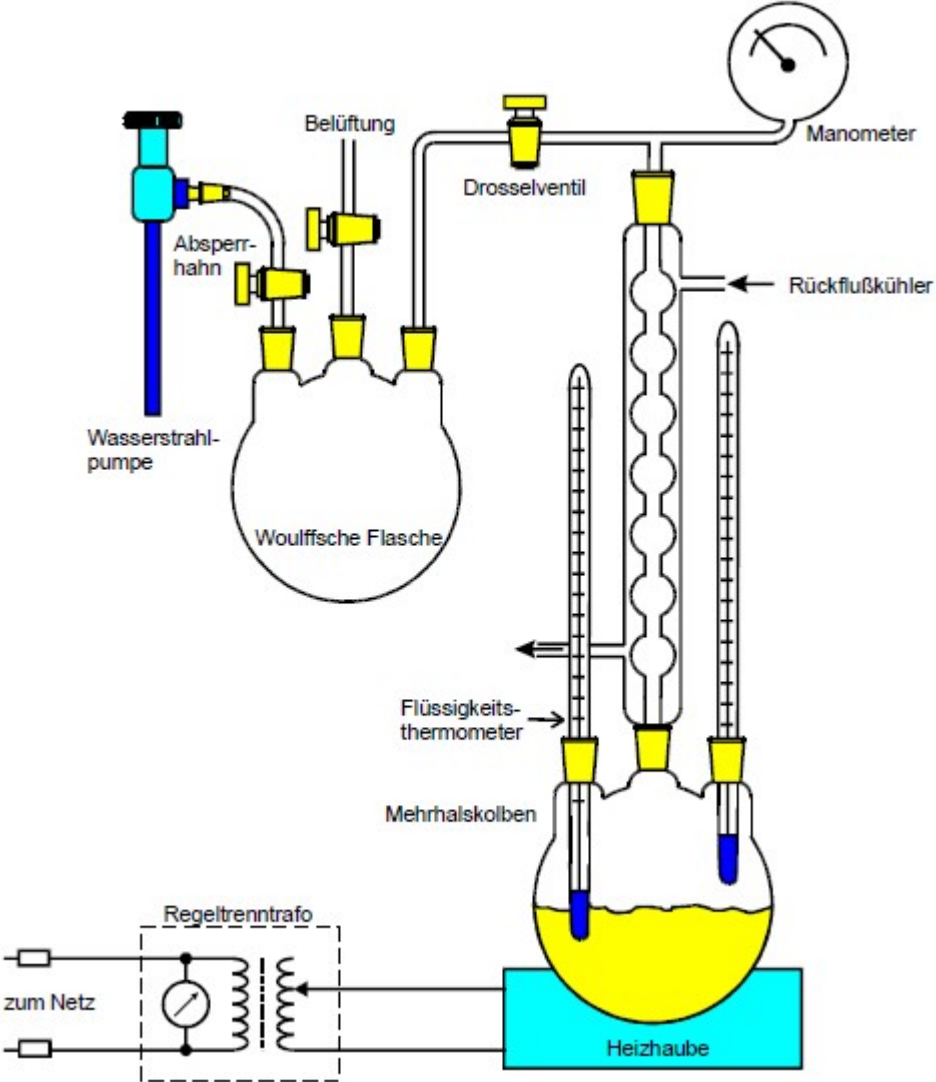 Belüftung
Manometer
Drosselventil
Absperr-
hahn
Rückflußkühler
Wasserstrahl-
pumpe
Woulffsche Flasche
Flüssigkeits-
thermometer
Mehrhalskolben
Regeltrenntrafo
zum Netz
Heizhaube